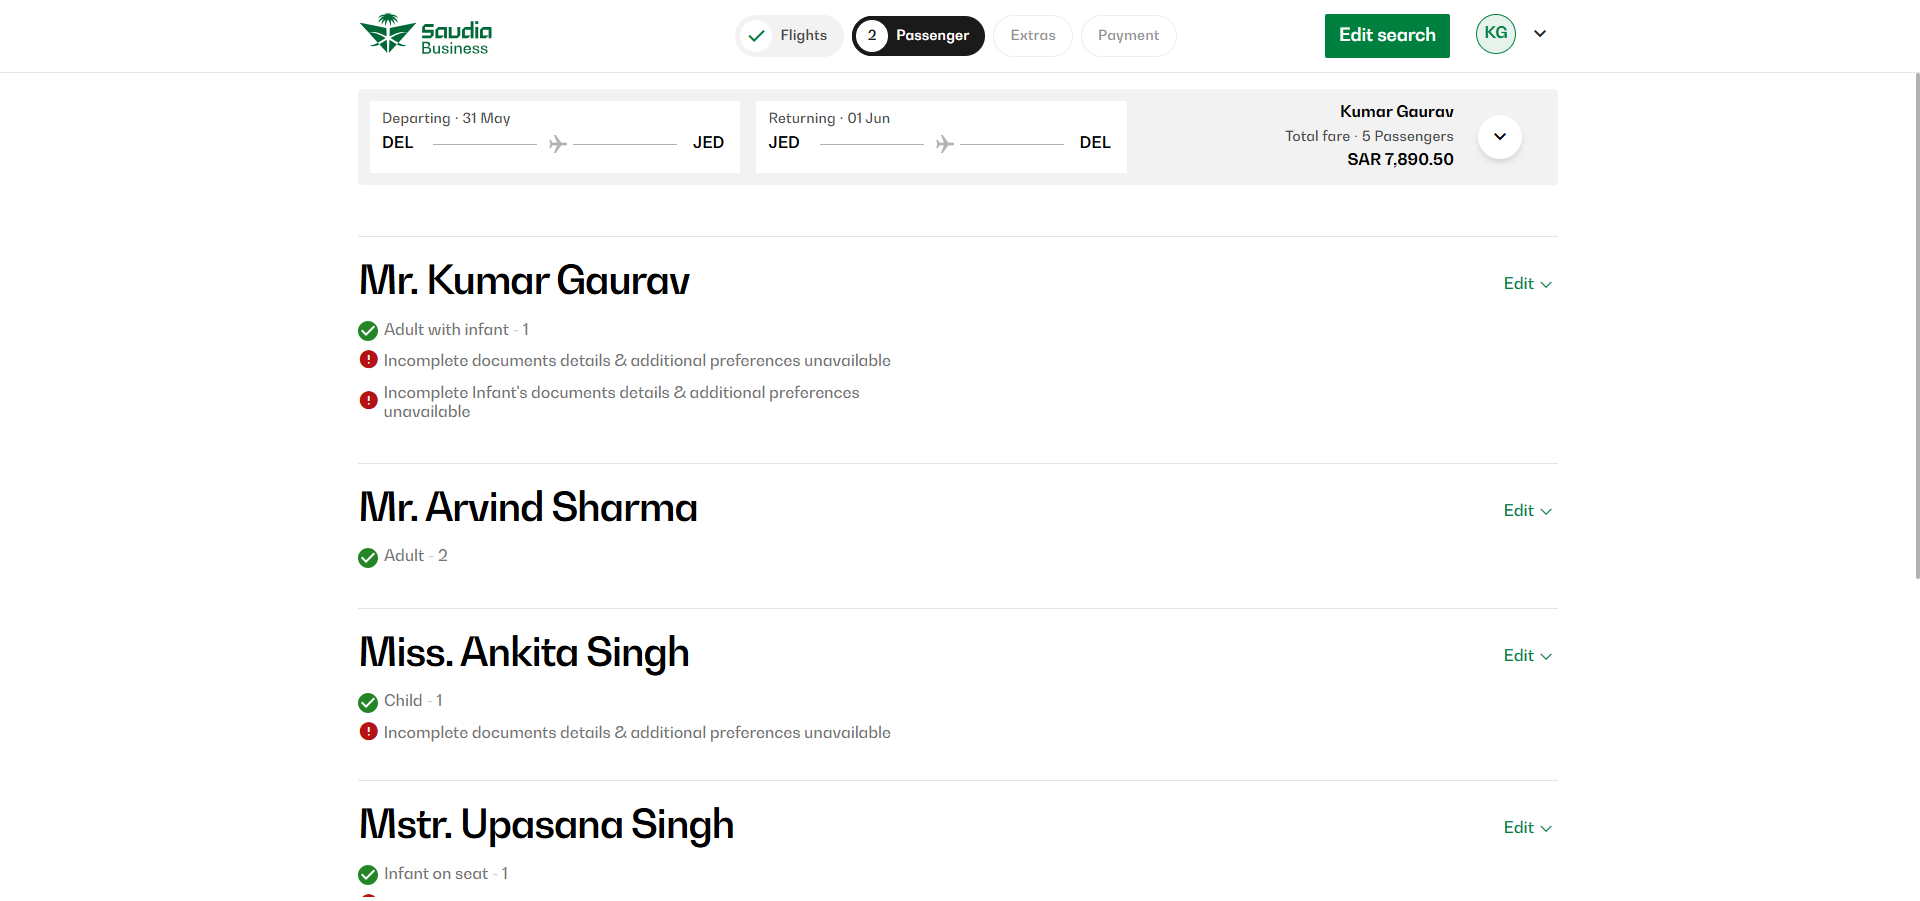 Saudia
Business
Flights
2 Passenger
Extras
Payment
Edit search
KG
Departing · 31 May
DEL JED
Returning · 01 Jun
JED DEL
Kumar Gaurav
Total fare · 5 Passengers
SAR 7,890.50
Mr. Kumar Gaurav
Edit
Adult with infant - 1
Incomplete documents details & additional preferences unavailable
Incomplete Infant's documents details & additional preferences
unavailable
Mr. Arvind Sharma
Edit
Adult - 2
Miss. Ankita Singh
Edit
Child - 1
Incomplete documents details & additional preferences unavailable
Mstr. Upasana Singh
Edit
Infant on seat - 1